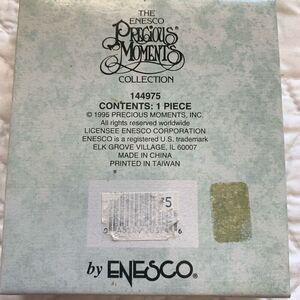 THE
ENESCO
PRECIOUS
MOMENTS®
COLLECTION
144975
CONTENTS: 1 PIECE
© 1995 PRECIOUS MOMENTS, INC.
All rights reserved worldwide
LICENSEE ENESCO CORPORATION
ENESCO is a registered U.S. trademark
ELK GROVE VILLAGE, IL 60007
MADE IN CHINA
PRINTED IN TAIWAN
by ENESCO®